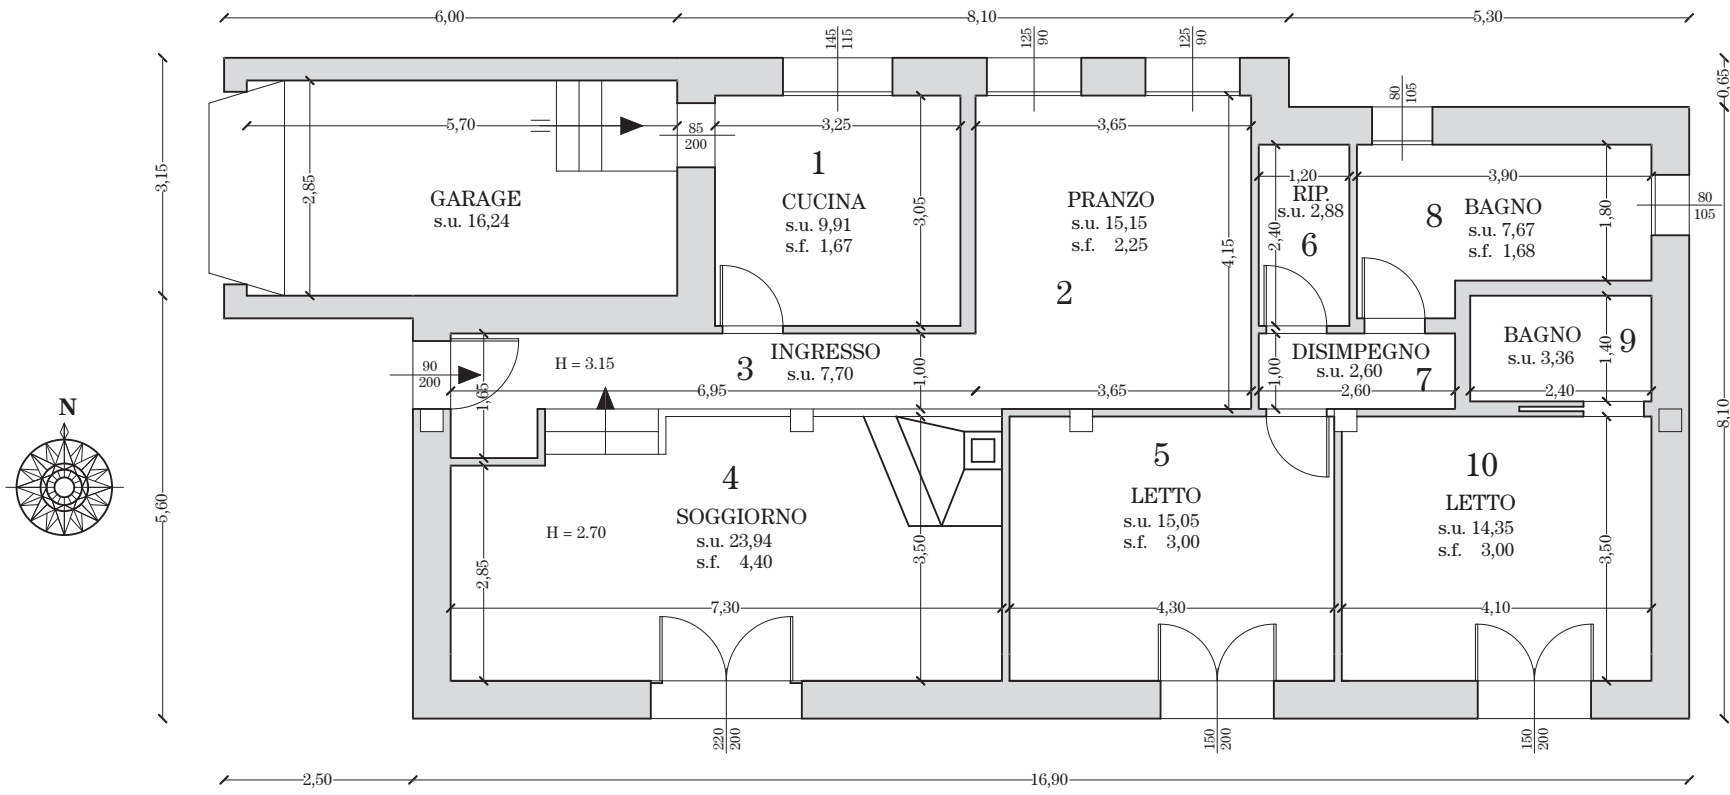 6,00
8,10
5,30
145
115
125
90
125
90
80
105
0,65
3,15
5,70
85
200
3,25
3,65
1
2,85
GARAGE
s.u. 16,24
CUCINA
s.u. 9,91
s.f. 1,67
3,05
PRANZO
s.u. 15,15
s.f. 2,25
4,15
2
1,20
RIP.
s.u. 2,88
2,40
6
3,90
8
BAGNO
s.u. 7,67
s.f. 1,68
1,80
80
105
90
200
H = 3.15
3
INGRESSO
s.u. 7,70
1,00
1,65
6,95
3,65
DISIMPEGNO
s.u. 2,60
7
1,00
2,60
BAGNO
s.u. 3,36
9
1,40
2,40
N
8,10
5,60
4
SOGGIORNO
s.u. 23,94
s.f. 4,40
H = 2.70
2,85
3,50
7,30
5
LETTO
s.u. 15,05
s.f. 3,00
4,30
10
LETTO
s.u. 14,35
s.f. 3,00
3,50
4,10
220
200
150
200
150
200
2,50
16,90